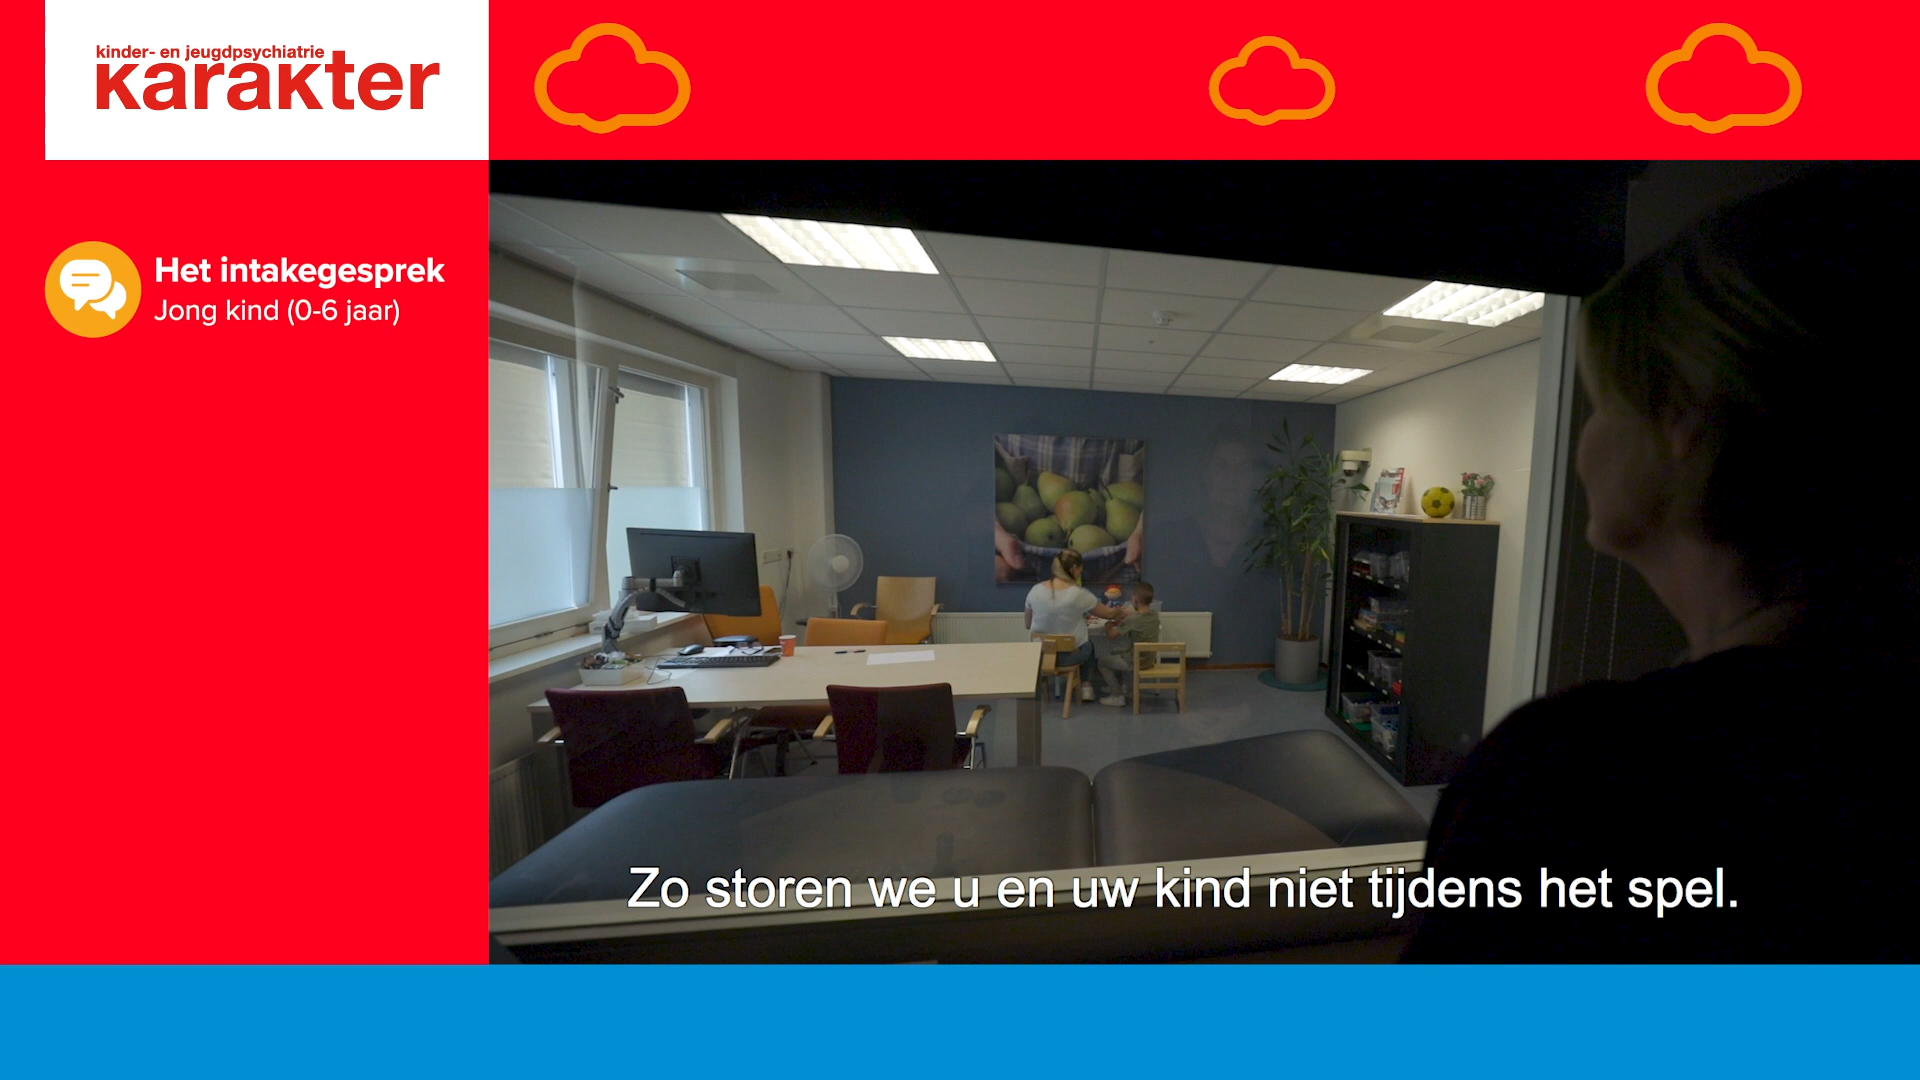 kinder- en jeugdpsychiatrie
karakter
Het intakegesprek
Jong kind (0-6 jaar)
Zo storen we u en uw kind niet tijdens het spel.